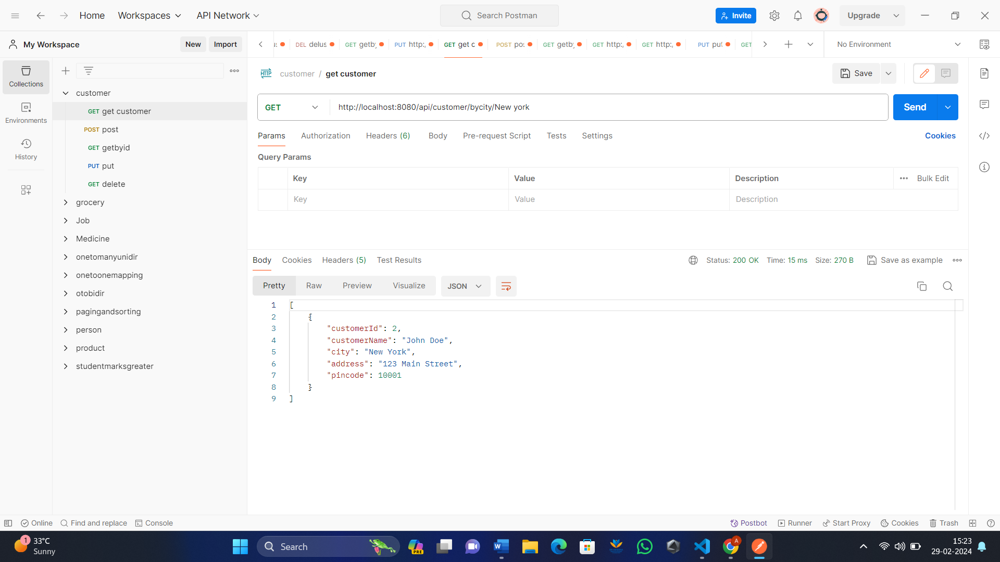 Home Workspaces API Network Search Postman Invite Upgrade
My Workspace New Import DEL delus GET getby PUT http:/ GET get c POST pos GET getby GET http:/ GET http:/ PUT put GET No Environment
Collections
Environments
History
customer
GET get customer
POST post
GET getbyid
PUT put
GET delete
grocery
Job
Medicine
onetomanyunidir
onetoonemapping
otobidir
pagingandsorting
person
product
studentmarksgreater
HTTP customer / get customer Save
GET http://localhost:8080/api/customer/bycity/New york Send
Params Authorization Headers (6) Body Pre-request Script Tests Settings Cookies
Query Params
Key Value Description Bulk Edit
Key Value Description
Body Cookies Headers (5) Test Results Status: 200 OK Time: 15 ms Size: 270 B Save as example
Pretty Raw Preview Visualize JSON
1 [
2 {
3 "customerId": 2,
4 "customerName": "John Doe",
5 "city": "New York",
6 "address": "123 Main Street",
7 "pincode": 10001
8 }
9 ]
Online Find and replace Console Postbot Runner Start Proxy Cookies Trash
1 33°C
Sunny
Search
PRE
A
15:23
29-02-2024